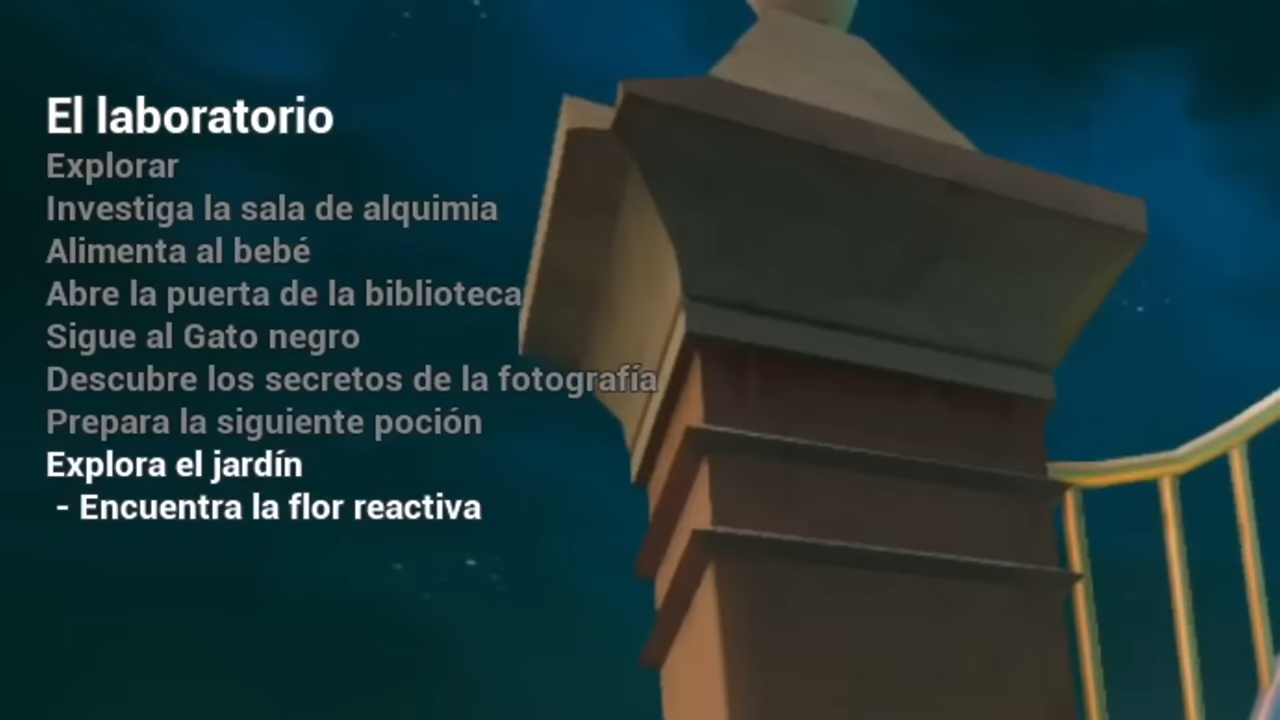 El laboratorio
Explorar
Investiga la sala de alquimia
Alimenta al bebé
Abre la puerta de la biblioteca
Sigue al Gato negro
Descubre los secretos de la fotografía
Prepara la siguiente poción
Explora el jardín
- Encuentra la flor reactiva